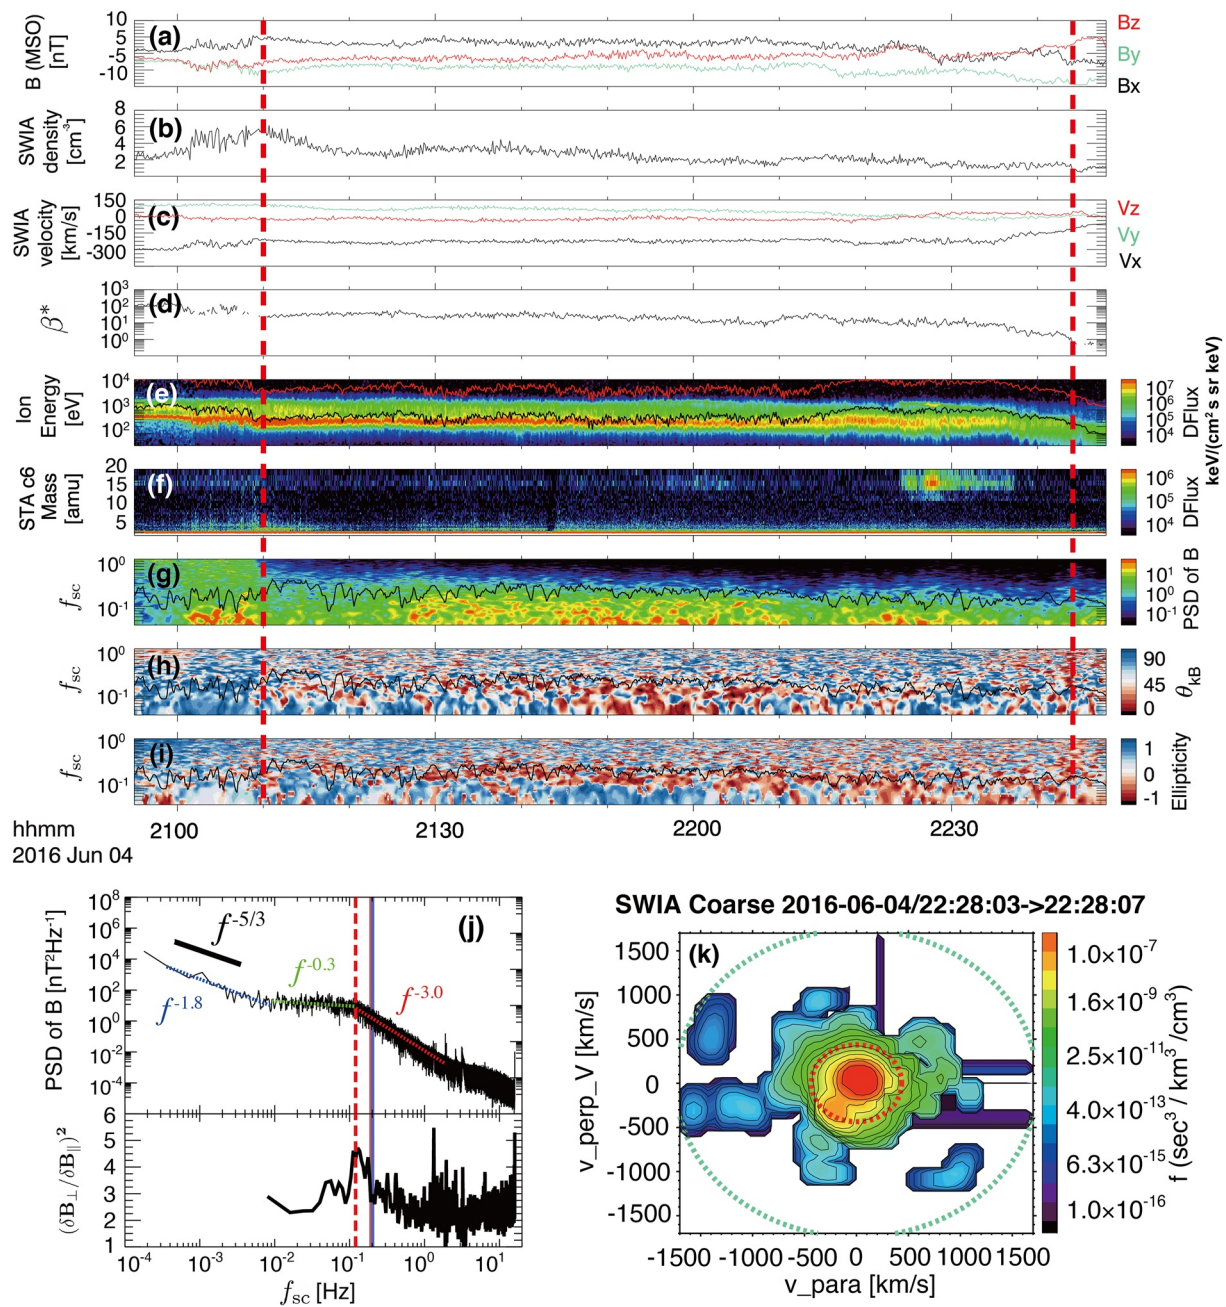 10
5
-5
-10
B (MSO)
[nT]
(a)
Bz
By
Bx
8
6
4
2
SWIA
density
[cm⁻³]
(b)
150
0
-150
-300
SWIA
velocity
[km/s]
(c)
Vz
Vy
Vx
10³
10²
10¹
10⁰
β*
(d)
10⁴
10³
10²
Ion
Energy
[eV]
(e)
10⁷
10⁶
10⁵
10⁴
DFlux
keV/(cm² s sr keV)
20
15
10
5
STA c6
Mass
[amu]
(f)
10⁶
10⁵
10⁴
DFlux
10⁰
10⁻¹
f_sc
(g)
10¹
10⁰
10⁻¹
PSD of B
10⁰
10⁻¹
f_sc
(h)
90
45
0
θ_kB
10⁰
10⁻¹
f_sc
(i)
1
0
-1
Ellipticity
hhmm
2016 Jun 04
2100 2130 2200 2230
10⁸
10⁶
10⁴
10²
10⁰
10⁻²
10⁻⁴
PSD of B [nT²Hz⁻¹]
f^-5/3
(j)
f^-0.3
f^-1.8
f^-3.0
6
5
4
3
2
1
(δB⊥/δB∥)²
10⁻⁴ 10⁻³ 10⁻² 10⁻¹ 10⁰ 10¹
f_sc [Hz]
SWIA Coarse 2016-06-04/22:28:03->22:28:07
(k)
1500
1000
500
0
-500
-1000
-1500
v_perp_V [km/s]
-1500 -1000 -500 0 500 1000 1500
v_para [km/s]
1.0×10⁻⁷
1.6×10⁻⁹
2.5×10⁻¹¹
4.0×10⁻¹³
6.3×10⁻¹⁵
1.0×10⁻¹⁶
f (sec³ / km³ /cm³)